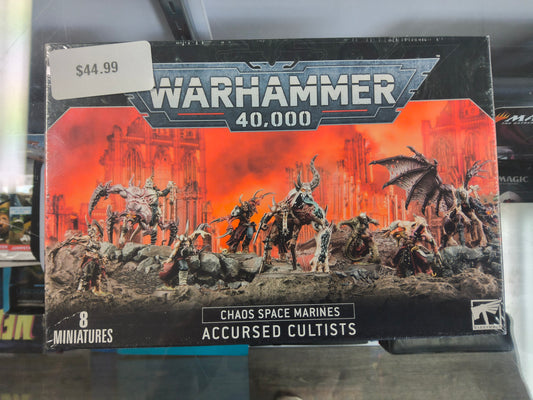 $44.99
WARHAMMER
40,000
MAGIC
8
MINIATURES
CHAOS SPACE MARINES
ACCURSED CULTISTS